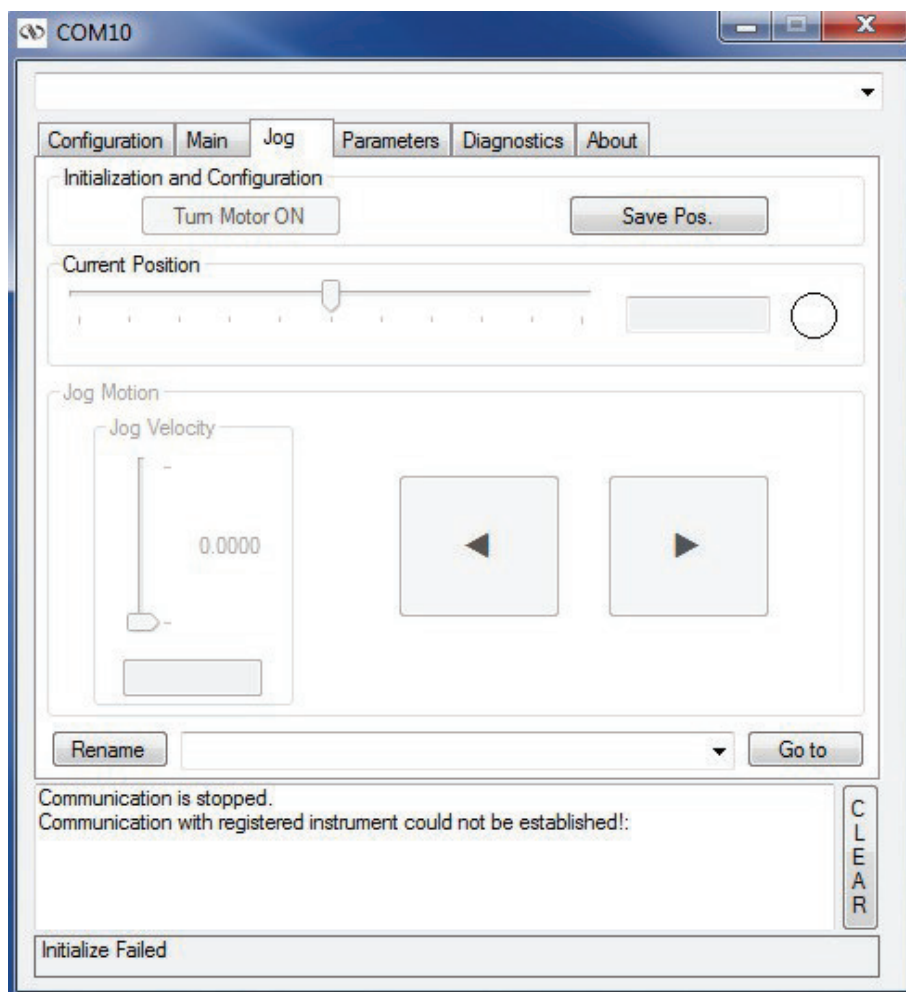 COM10
Configuration Main Jog Parameters Diagnostics About
Initialization and Configuration
Turn Motor ON Save Pos.
Current Position
Jog Motion
Jog Velocity
0.0000
Rename Go to
Communication is stopped.
Communication with registered instrument could not be established!:
CLEAR
Initialize Failed